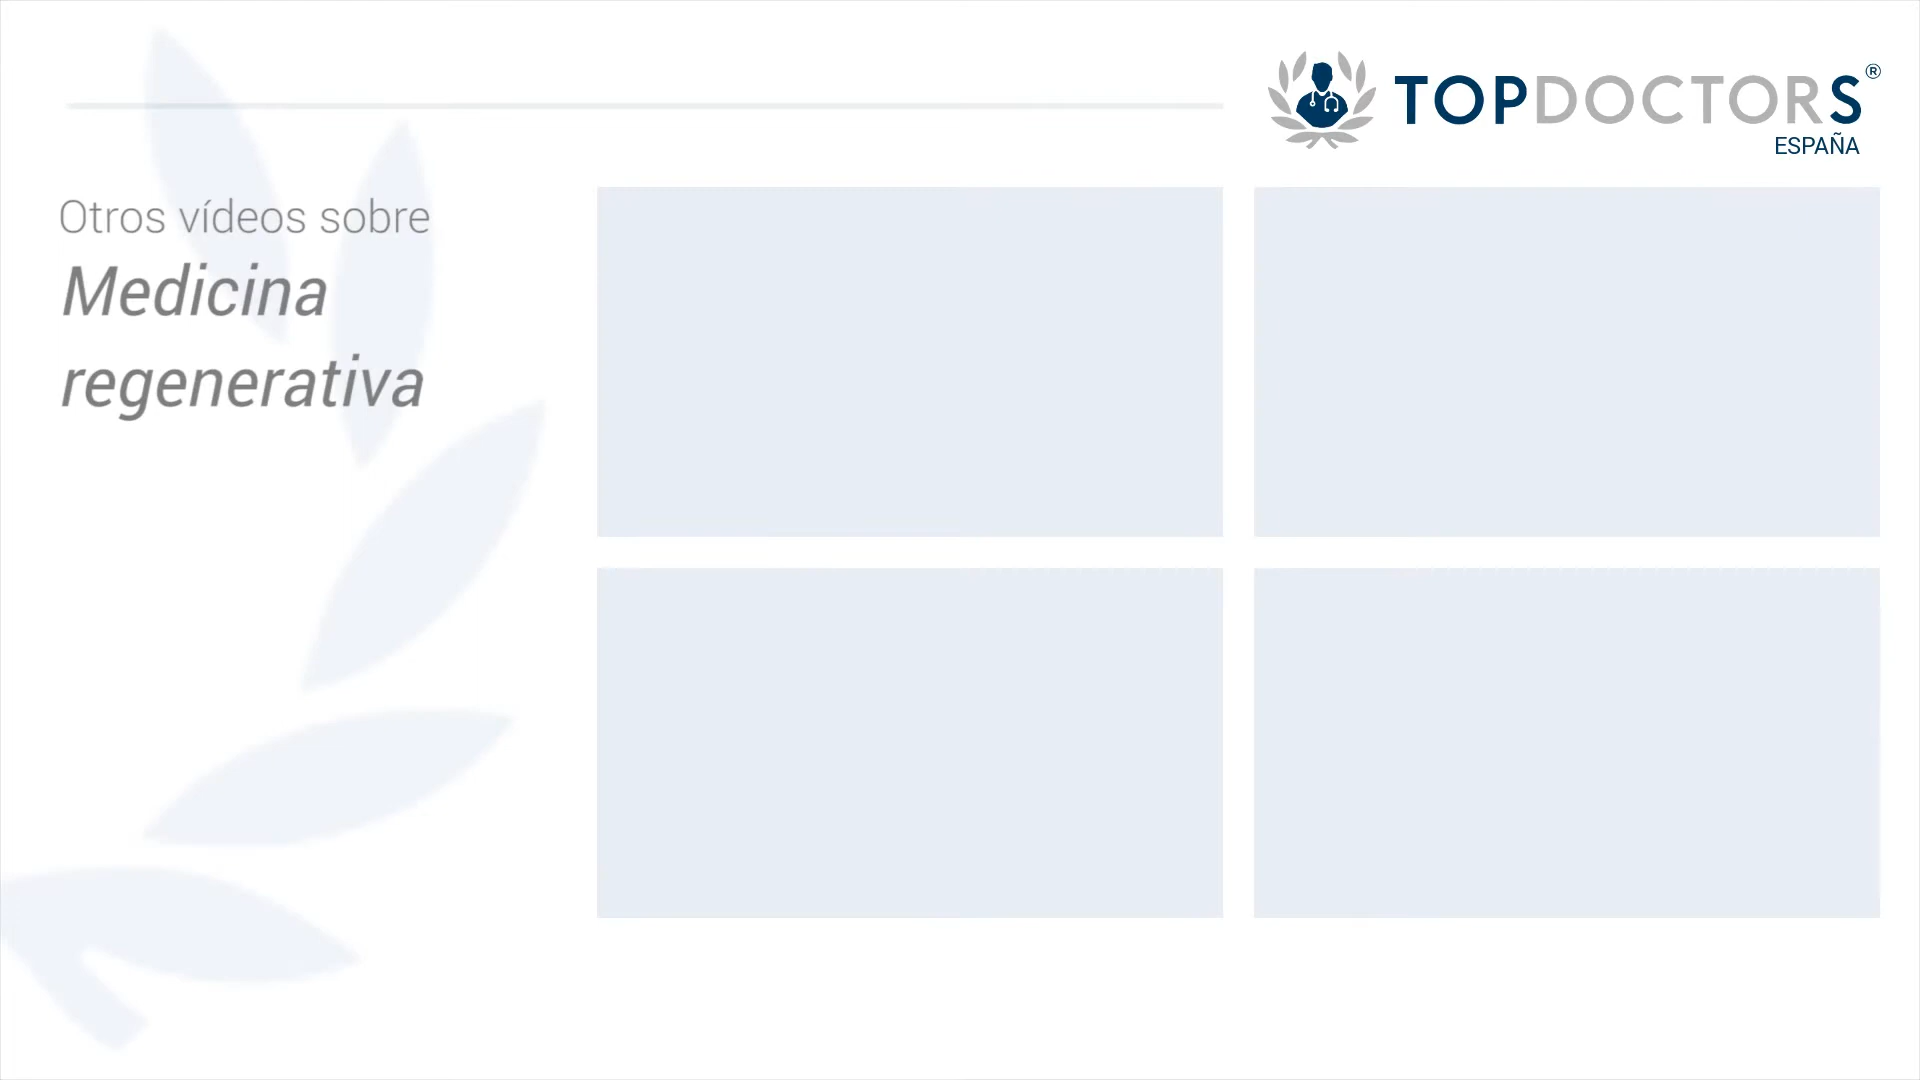 TOPDOCTORS®
ESPAÑA
Otros vídeos sobre
Medicina
regenerativa